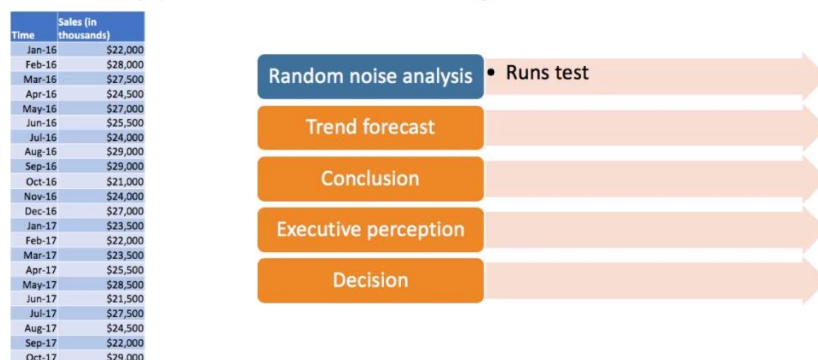 Time Sales (in thousands)
Jan-16 $22,000
Feb-16 $28,000
Mar-16 $27,500
Apr-16 $24,500
May-16 $27,000
Jun-16 $25,500
Jul-16 $24,000
Aug-16 $29,000
Sep-16 $29,000
Oct-16 $21,000
Nov-16 $24,000
Dec-16 $27,000
Jan-17 $23,500
Feb-17 $22,000
Mar-17 $23,500
Apr-17 $25,500
May-17 $28,500
Jun-17 $21,500
Jul-17 $27,500
Aug-17 $24,500
Sep-17 $22,000
Oct-17 $29,000
Random noise analysis • Runs test
Trend forecast
Conclusion
Executive perception
Decision